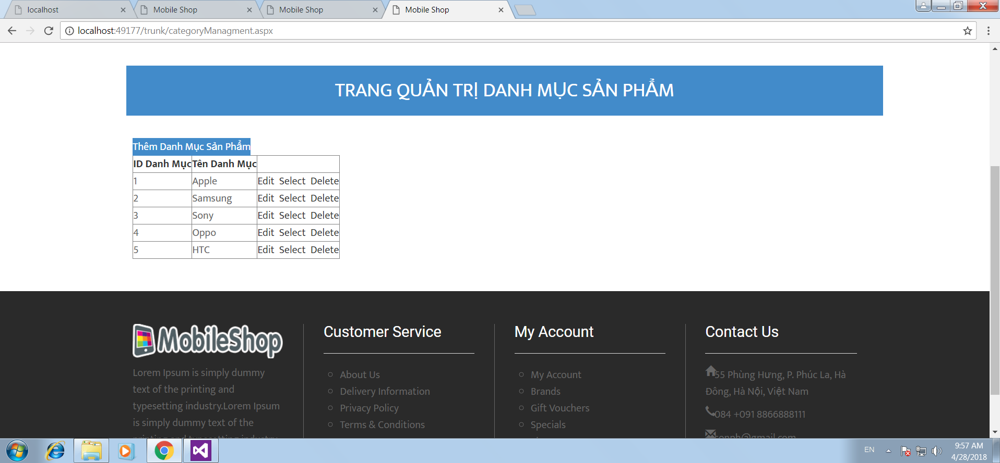 localhost
Mobile Shop
Mobile Shop
Mobile Shop
localhost:49177/trunk/categoryManagment.aspx
TRANG QUẢN TRỊ DANH MỤC SẢN PHẨM
Thêm Danh Mục Sản Phẩm
ID Danh Mục Tên Danh Mục
1 Apple Edit Select Delete
2 Samsung Edit Select Delete
3 Sony Edit Select Delete
4 Oppo Edit Select Delete
5 HTC Edit Select Delete
MobileShop
Lorem Ipsum is simply dummy
text of the printing and
typesetting industry.Lorem Ipsum
is simply dummy text of the
printing and typesetting industry
Customer Service
About Us
Delivery Information
Privacy Policy
Terms & Conditions
My Account
My Account
Brands
Gift Vouchers
Specials
Contact Us
55 Phùng Hưng, P. Phúc La, Hà
Đông, Hà Nội, Việt Nam
084 +091 8866888111
sonph@gmail.com
EN
9:57 AM
4/28/2018